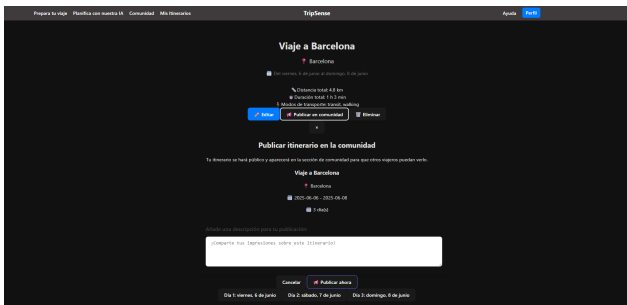 Prepara tu viaje Planifica con nuestra IA Comunidad Mis Itinerarios TripSense Ayuda Perfil
Viaje a Barcelona
Barcelona
Del viernes, 6 de junio al domingo, 8 de junio
Distancia total: 4.8 km
Duración total: 1 h 3 min
Modos de transporte: transit, walking
Editar Publicar en comunidad Eliminar
Publicar itinerario en la comunidad
Tu itinerario se hará público y aparecerá en la sección de comunidad para que otros viajeros puedan verlo.
Viaje a Barcelona
Barcelona
2025-06-06 - 2025-06-08
3 día(s)
Añade una descripción para tu publicación:
¡Comparte tus impresiones sobre este itinerario!
Cancelar Publicar ahora
Día 1: viernes, 6 de junio Día 2: sábado, 7 de junio Día 3: domingo, 8 de junio